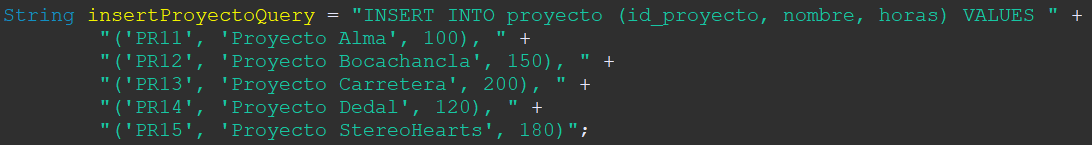 String insertProyectoQuery = "INSERT INTO proyecto (id_proyecto, nombre, horas) VALUES " +
"('PR11', 'Proyecto Alma', 100), " +
"('PR12', 'Proyecto Bocachancla', 150), " +
"('PR13', 'Proyecto Carretera', 200), " +
"('PR14', 'Proyecto Dedal', 120), " +
"('PR15', 'Proyecto StereoHearts', 180)";